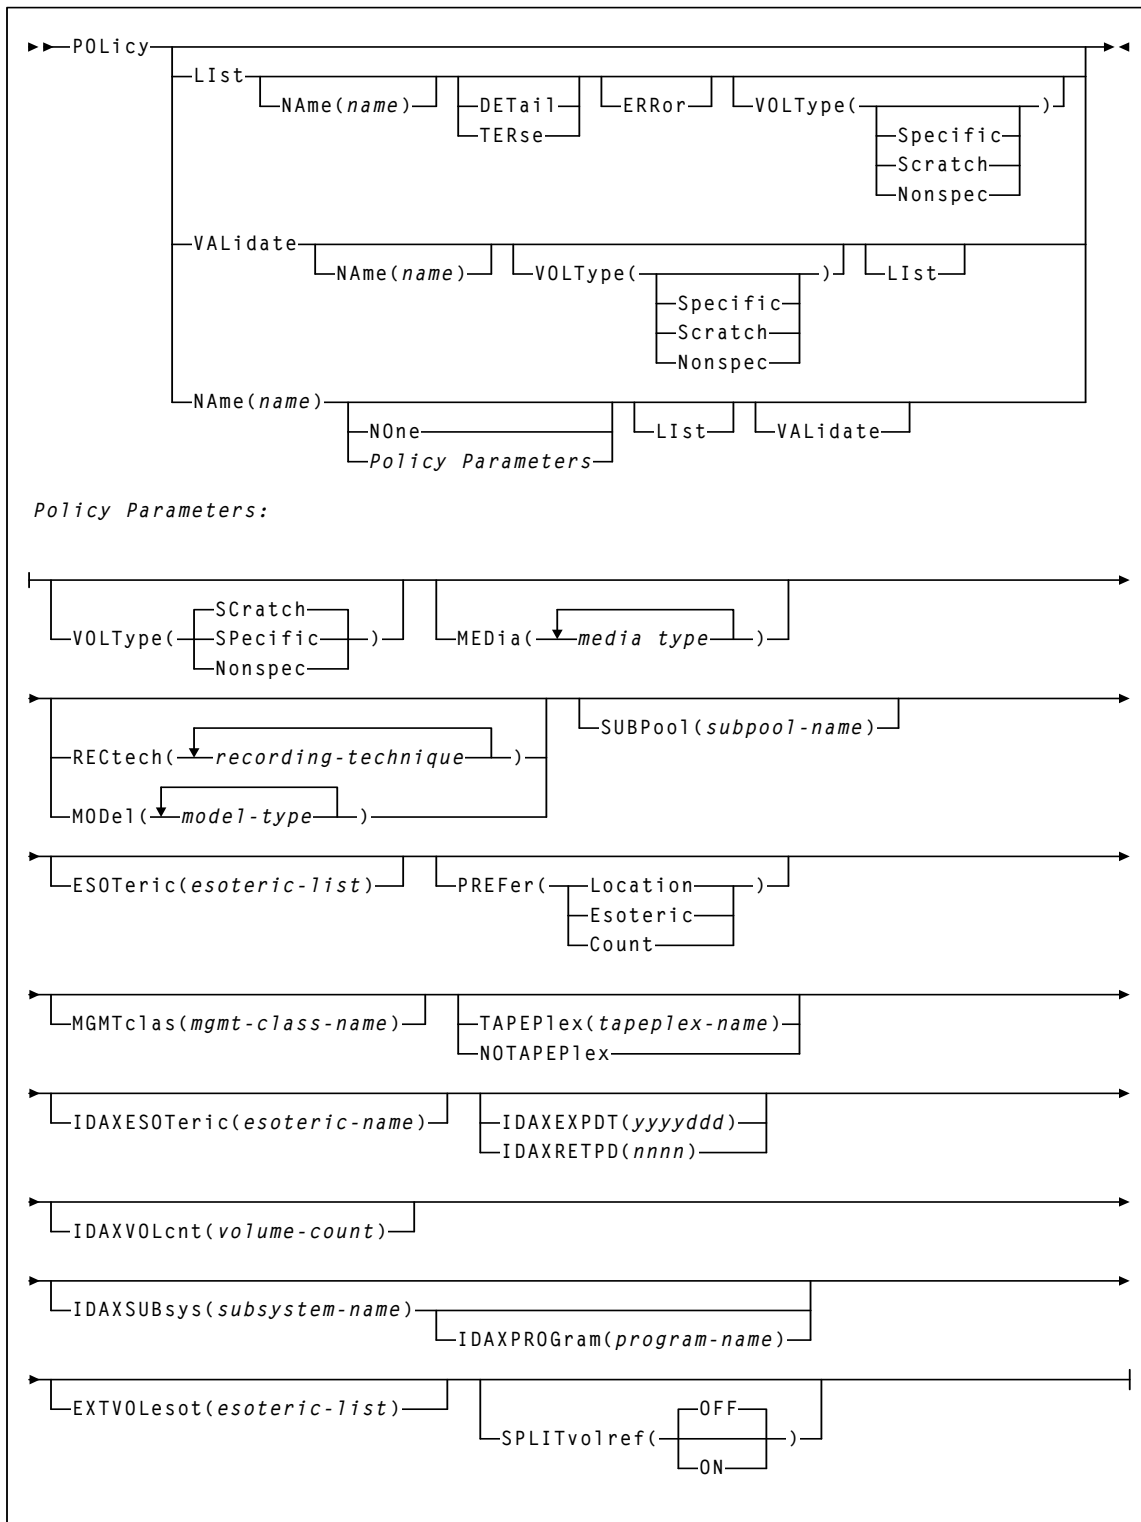 POLicy
LIst
NAme(name) DETail ERRor VOLType( )
TERse Specific
Scratch
Nonspec
VALidate
NAme(name) VOLType( ) LIst
Specific
Scratch
Nonspec
NAme(name)
NOne LIst VALidate
Policy Parameters
Policy Parameters:
SCratch
VOLType( SPecific ) MEDia( media type )
Nonspec
SUBPool(subpool-name)
RECtech( recording-technique )
MODel( model-type )
ESOTeric(esoteric-list) PREFer( Location )
Esoteric
Count
MGMTclas(mgmt-class-name) TAPEPlex(tapeplex-name)
NOTAPEPlex
IDAXESOTeric(esoteric-name) IDAXEXPDT(yyyyddd)
IDAXRETPD(nnnn)
IDAXVOLcnt(volume-count)
IDAXSUBsys(subsystem-name)
IDAXPROGram(program-name)
EXTVOLesot(esoteric-list) OFF
SPLITvolref( )
ON